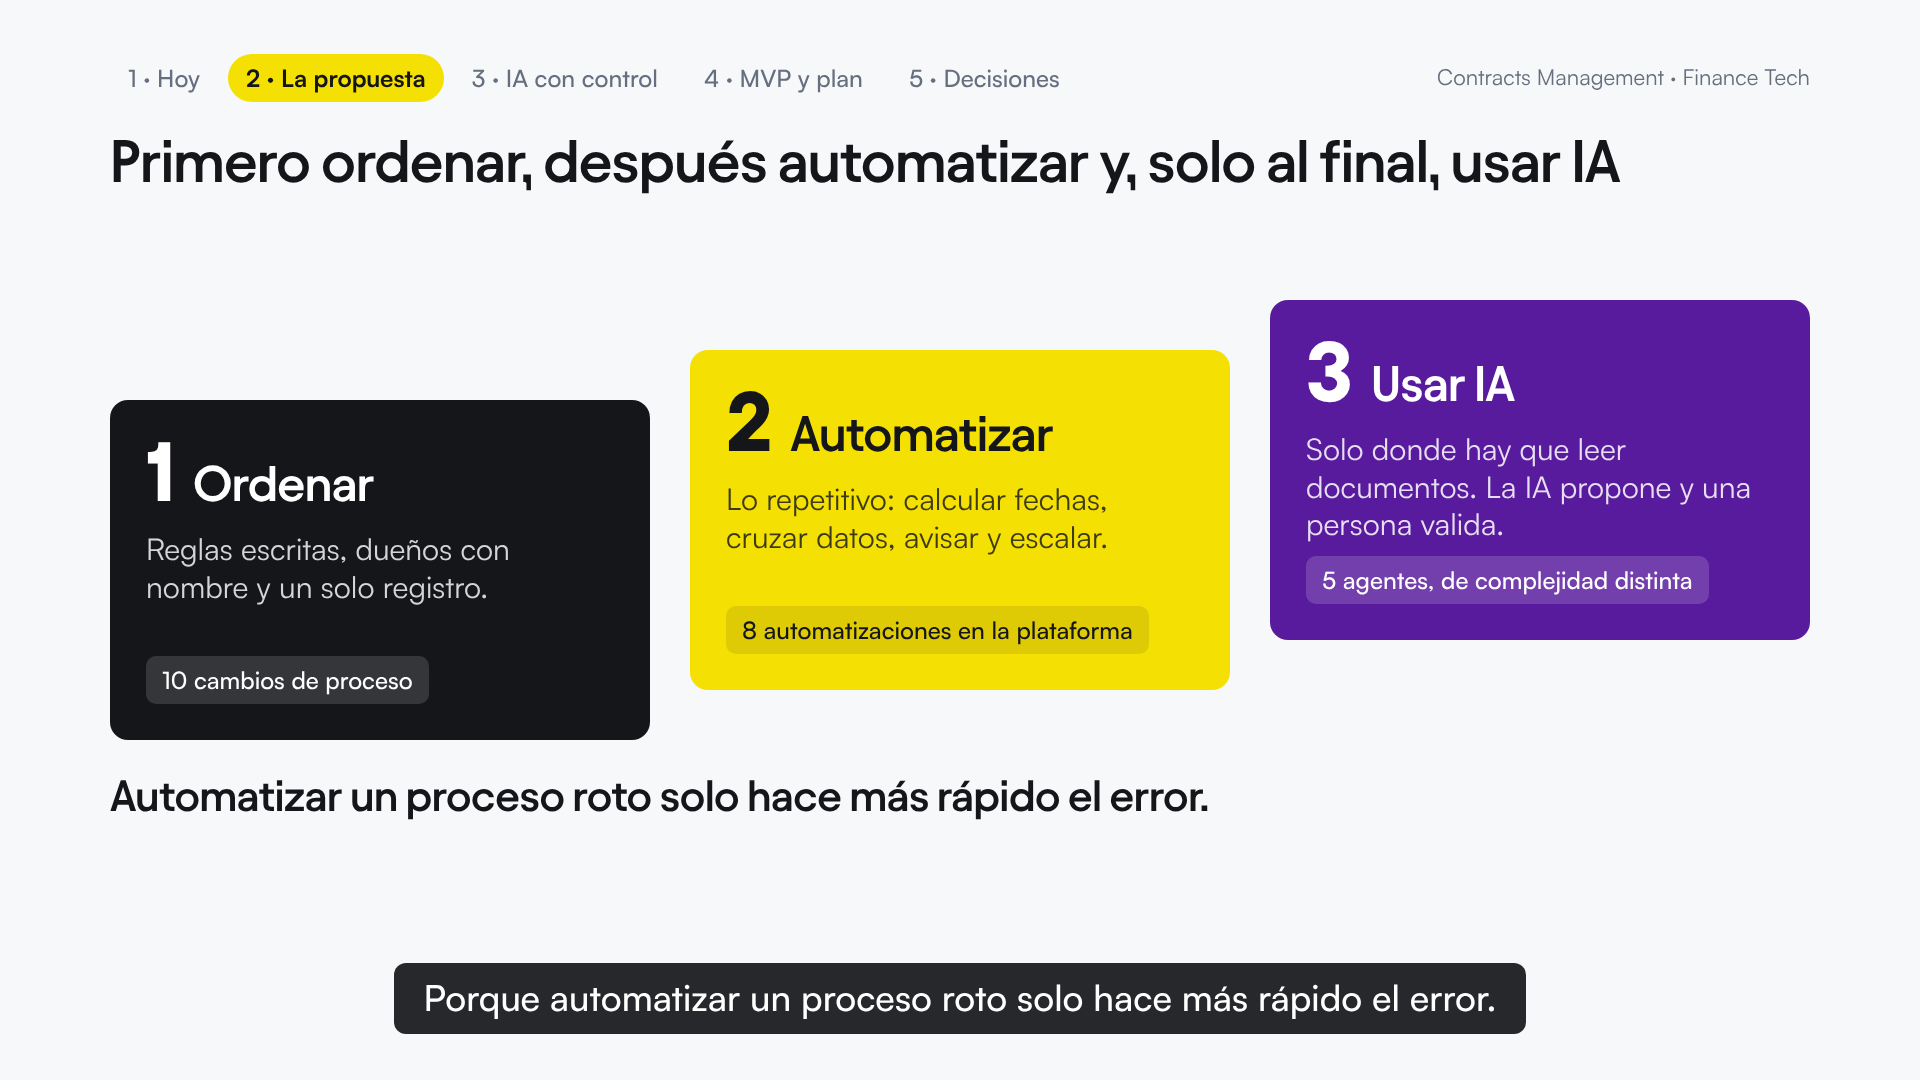 1 · Hoy
2 · La propuesta
3 · IA con control
4 · MVP y plan
5 · Decisiones
Contracts Management · Finance Tech
Primero ordenar, después automatizar y, solo al final, usar IA
1 Ordenar
Reglas escritas, dueños con
nombre y un solo registro.
10 cambios de proceso
2 Automatizar
Lo repetitivo: calcular fechas,
cruzar datos, avisar y escalar.
8 automatizaciones en la plataforma
3 Usar IA
Solo donde hay que leer
documentos. La IA propone y una
persona valida.
5 agentes, de complejidad distinta
Automatizar un proceso roto solo hace más rápido el error.
Porque automatizar un proceso roto solo hace más rápido el error.